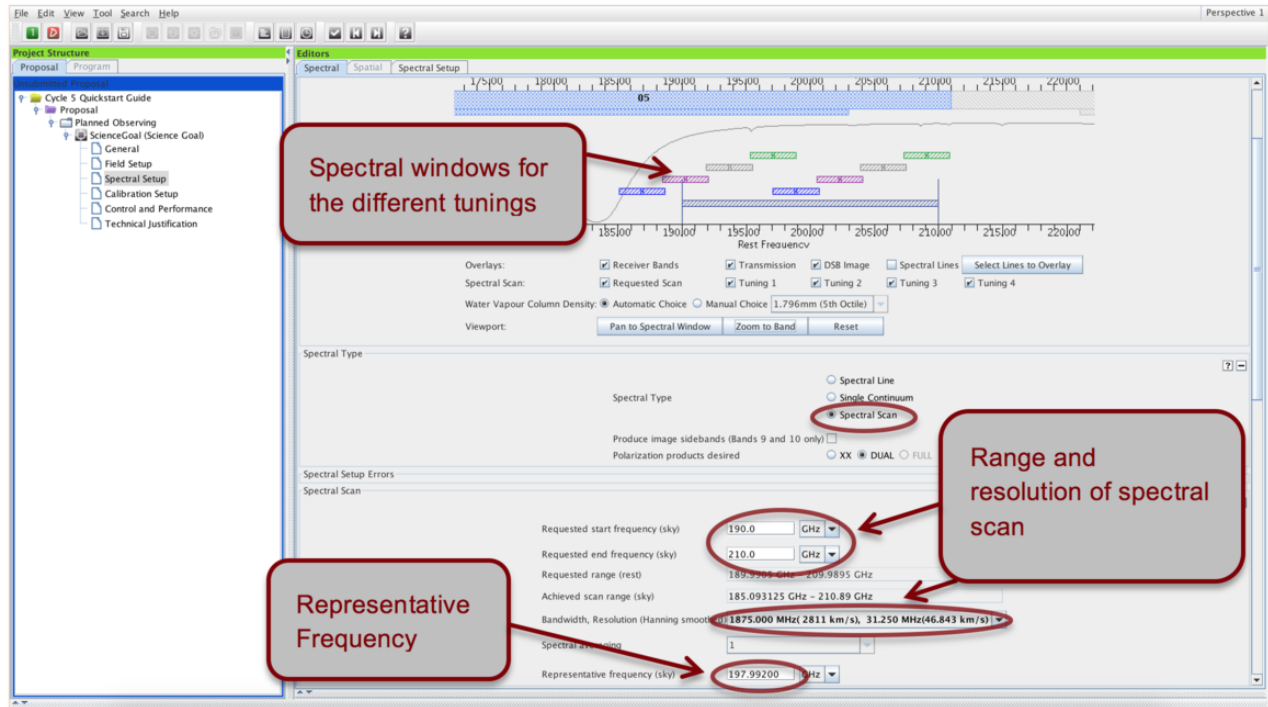 File Edit View Tool Search Help
Perspective 1
Project Structure
Proposal Program
Unsubmitted Proposal
Cycle 5 Quickstart Guide
Proposal
Planned Observing
ScienceGoal (Science Goal)
General
Field Setup
Spectral Setup
Calibration Setup
Control and Performance
Technical Justification
Editors
Spectral Spatial Spectral Setup
175|00 180|00 185|00 190|00 195|00 200|00 205|00 210|00 215|00 220|00
05
Spectral windows for
the different tunings
185|00 190|00 195|00 200|00 205|00 210|00 215|00 220|00
Rest Frequency
Overlays: Receiver Bands Transmission DSB Image Spectral Lines Select Lines to Overlay
Spectral Scan: Requested Scan Tuning 1 Tuning 2 Tuning 3 Tuning 4
Water Vapour Column Density: Automatic Choice Manual Choice 1.796mm (5th Octile)
Viewport: Pan to Spectral Window Zoom to Band Reset
Spectral Type
? −
Spectral Type
Spectral Line
Single Continuum
Spectral Scan
Produce image sidebands (Bands 9 and 10 only)
Polarization products desired XX DUAL FULL
Spectral Setup Errors
Spectral Scan
Range and
resolution of spectral
scan
Requested start frequency (sky) 190.0 GHz
Requested end frequency (sky) 210.0 GHz
Requested range (rest) 189.9905 GHz - 209.9895 GHz
Achieved scan range (sky) 185.093125 GHz - 210.89 GHz
Bandwidth, Resolution (Hanning smoothed) 1875.000 MHz( 2811 km/s), 31.250 MHz(46.843 km/s)
Spectral averaging 1
Representative frequency (sky) 197.99200 GHz
Representative
Frequency